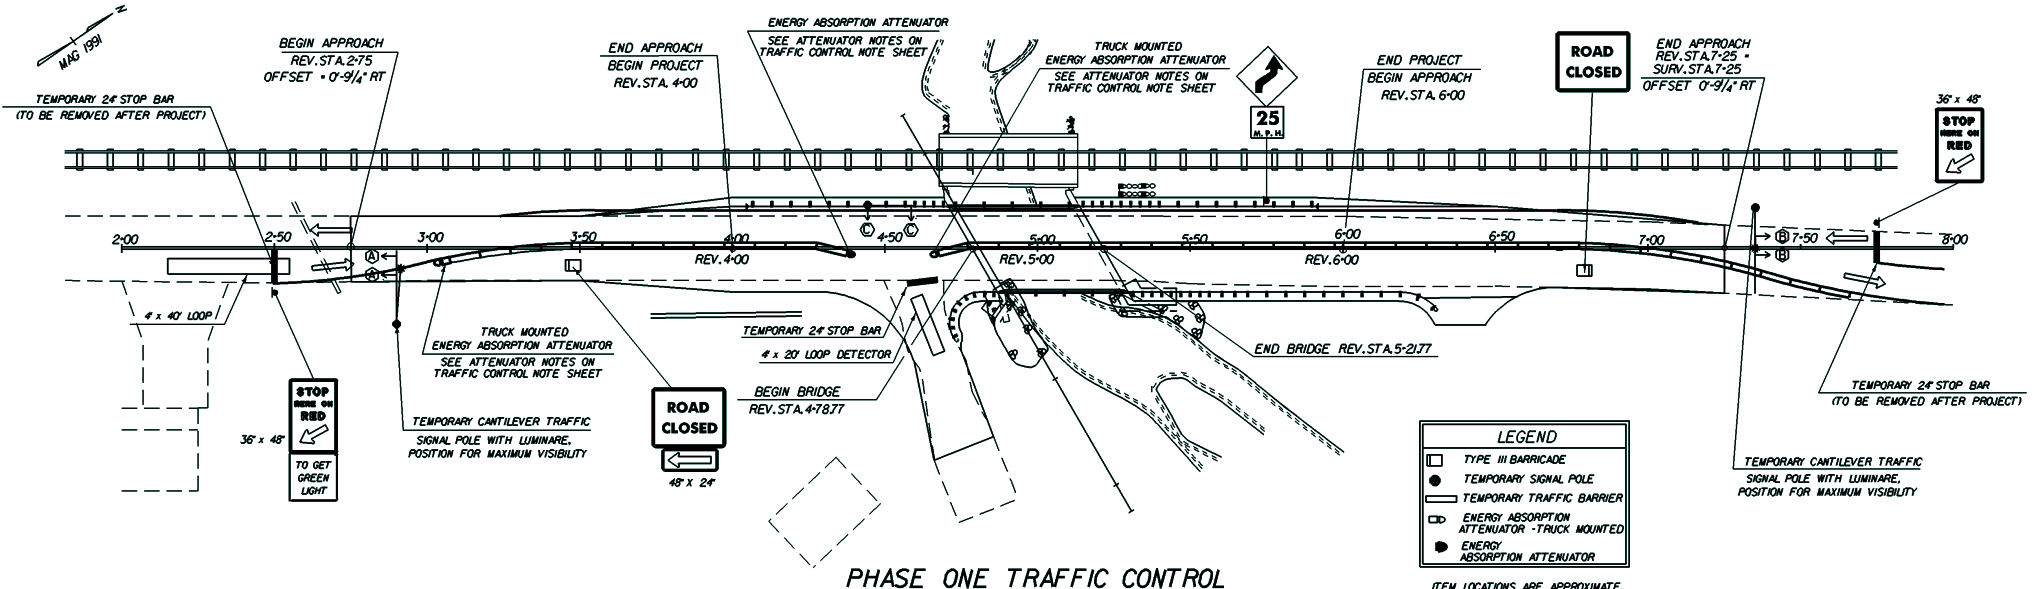 N
MAG 1991
BEGIN APPROACH
REV.STA.2+75
OFFSET = 0'-9¼" RT
TEMPORARY 24" STOP BAR
(TO BE REMOVED AFTER PROJECT)
END APPROACH
BEGIN PROJECT
REV.STA. 4+00
ENERGY ABSORPTION ATTENUATOR
SEE ATTENUATOR NOTES ON
TRAFFIC CONTROL NOTE SHEET
TRUCK MOUNTED
ENERGY ABSORPTION ATTENUATOR
SEE ATTENUATOR NOTES ON
TRAFFIC CONTROL NOTE SHEET
25
M.P.H.
END PROJECT
BEGIN APPROACH
REV.STA. 6+00
ROAD
CLOSED
END APPROACH
REV.STA.7+25 =
SURV.STA.7+25
OFFSET 0'-9¼" RT
36" x 48"
STOP
HERE ON
RED
2+00
2+50
3+00
3+50
4+00
4+50
5+00
5+50
6+00
6+50
7+00
7+50
8+00
REV.4+00
REV.5+00
REV.6+00
A
A
C
C
B
B
4' x 40' LOOP
TRUCK MOUNTED
ENERGY ABSORPTION ATTENUATOR
SEE ATTENUATOR NOTES ON
TRAFFIC CONTROL NOTE SHEET
TEMPORARY 24" STOP BAR
4' x 20' LOOP DETECTOR
BEGIN BRIDGE
REV.STA.4+78.77
END BRIDGE REV.STA.5+21.77
STOP
HERE ON
RED
36" x 48"
TO GET
GREEN
LIGHT
TEMPORARY CANTILEVER TRAFFIC
SIGNAL POLE WITH LUMINARE,
POSITION FOR MAXIMUM VISIBILITY
ROAD
CLOSED
48" X 24"
TEMPORARY 24" STOP BAR
(TO BE REMOVED AFTER PROJECT)
TEMPORARY CANTILEVER TRAFFIC
SIGNAL POLE WITH LUMINARE,
POSITION FOR MAXIMUM VISIBILITY
LEGEND
TYPE III BARRICADE
TEMPORARY SIGNAL POLE
TEMPORARY TRAFFIC BARRIER
ENERGY ABSORPTION
ATTENUATOR -TRUCK MOUNTED
ENERGY
ABSORPTION ATTENUATOR
ITEM LOCATIONS ARE APPROXIMATE
PHASE ONE TRAFFIC CONTROL